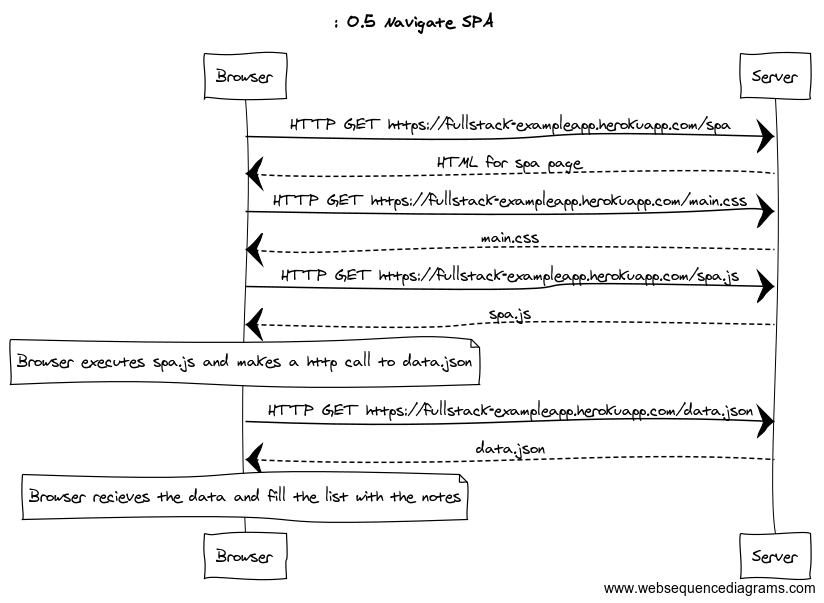 : 0.5 Navigate SPA
Browser
Server
HTTP GET https://fullstack-exampleapp.herokuapp.com/spa
HTML for spa page
HTTP GET https://fullstack-exampleapp.herokuapp.com/main.css
main.css
HTTP GET https://fullstack-exampleapp.herokuapp.com/spa.js
spa.js
Browser executes spa.js and makes a http call to data.json
HTTP GET https://fullstack-exampleapp.herokuapp.com/data.json
data.json
Browser recieves the data and fill the list with the notes
Browser
Server
www.websequencediagrams.com